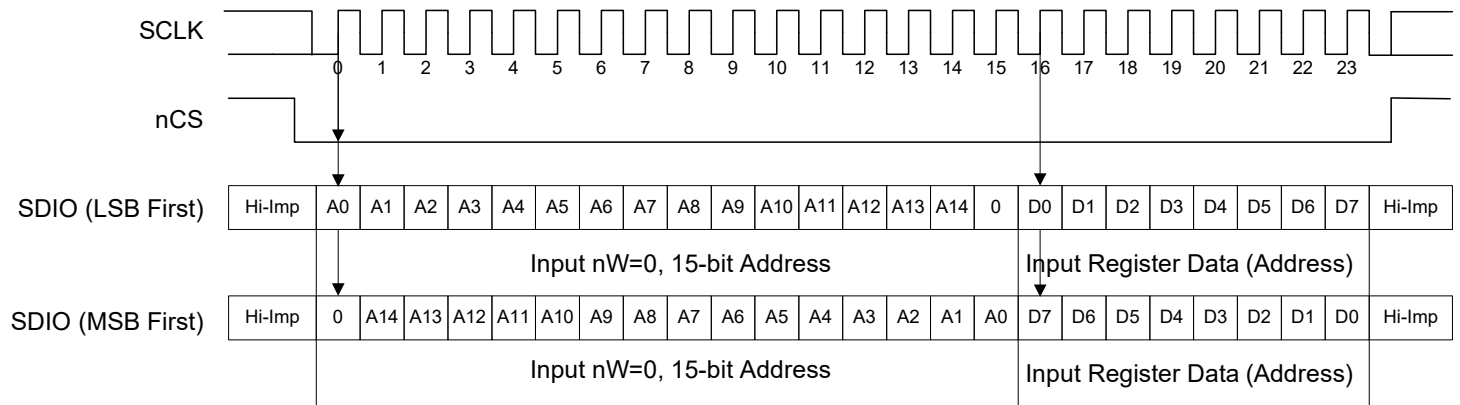 SCLK
0 1 2 3 4 5 6 7 8 9 10 11 12 13 14 15 16 17 18 19 20 21 22 23
nCS
SDIO (LSB First) Hi-Imp A0 A1 A2 A3 A4 A5 A6 A7 A8 A9 A10 A11 A12 A13 A14 0 D0 D1 D2 D3 D4 D5 D6 D7 Hi-Imp
Input nW=0, 15-bit Address Input Register Data (Address)
SDIO (MSB First) Hi-Imp 0 A14 A13 A12 A11 A10 A9 A8 A7 A6 A5 A4 A3 A2 A1 A0 D7 D6 D5 D4 D3 D2 D1 D0 Hi-Imp
Input nW=0, 15-bit Address Input Register Data (Address)